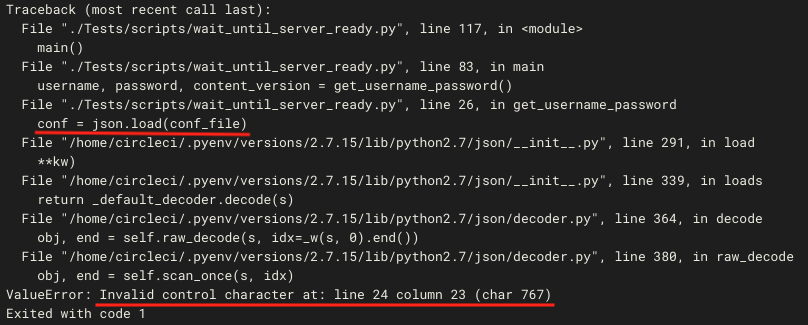 Traceback (most recent call last):
  File "./Tests/scripts/wait_until_server_ready.py", line 117, in <module>
    main()
  File "./Tests/scripts/wait_until_server_ready.py", line 83, in main
    username, password, content_version = get_username_password()
  File "./Tests/scripts/wait_until_server_ready.py", line 26, in get_username_password
    conf = json.load(conf_file)
  File "/home/circleci/.pyenv/versions/2.7.15/lib/python2.7/json/__init__.py", line 291, in load
    **kw)
  File "/home/circleci/.pyenv/versions/2.7.15/lib/python2.7/json/__init__.py", line 339, in loads
    return _default_decoder.decode(s)
  File "/home/circleci/.pyenv/versions/2.7.15/lib/python2.7/json/decoder.py", line 364, in decode
    obj, end = self.raw_decode(s, idx=_w(s, 0).end())
  File "/home/circleci/.pyenv/versions/2.7.15/lib/python2.7/json/decoder.py", line 380, in raw_decode
    obj, end = self.scan_once(s, idx)
ValueError: Invalid control character at: line 24 column 23 (char 767)
Exited with code 1